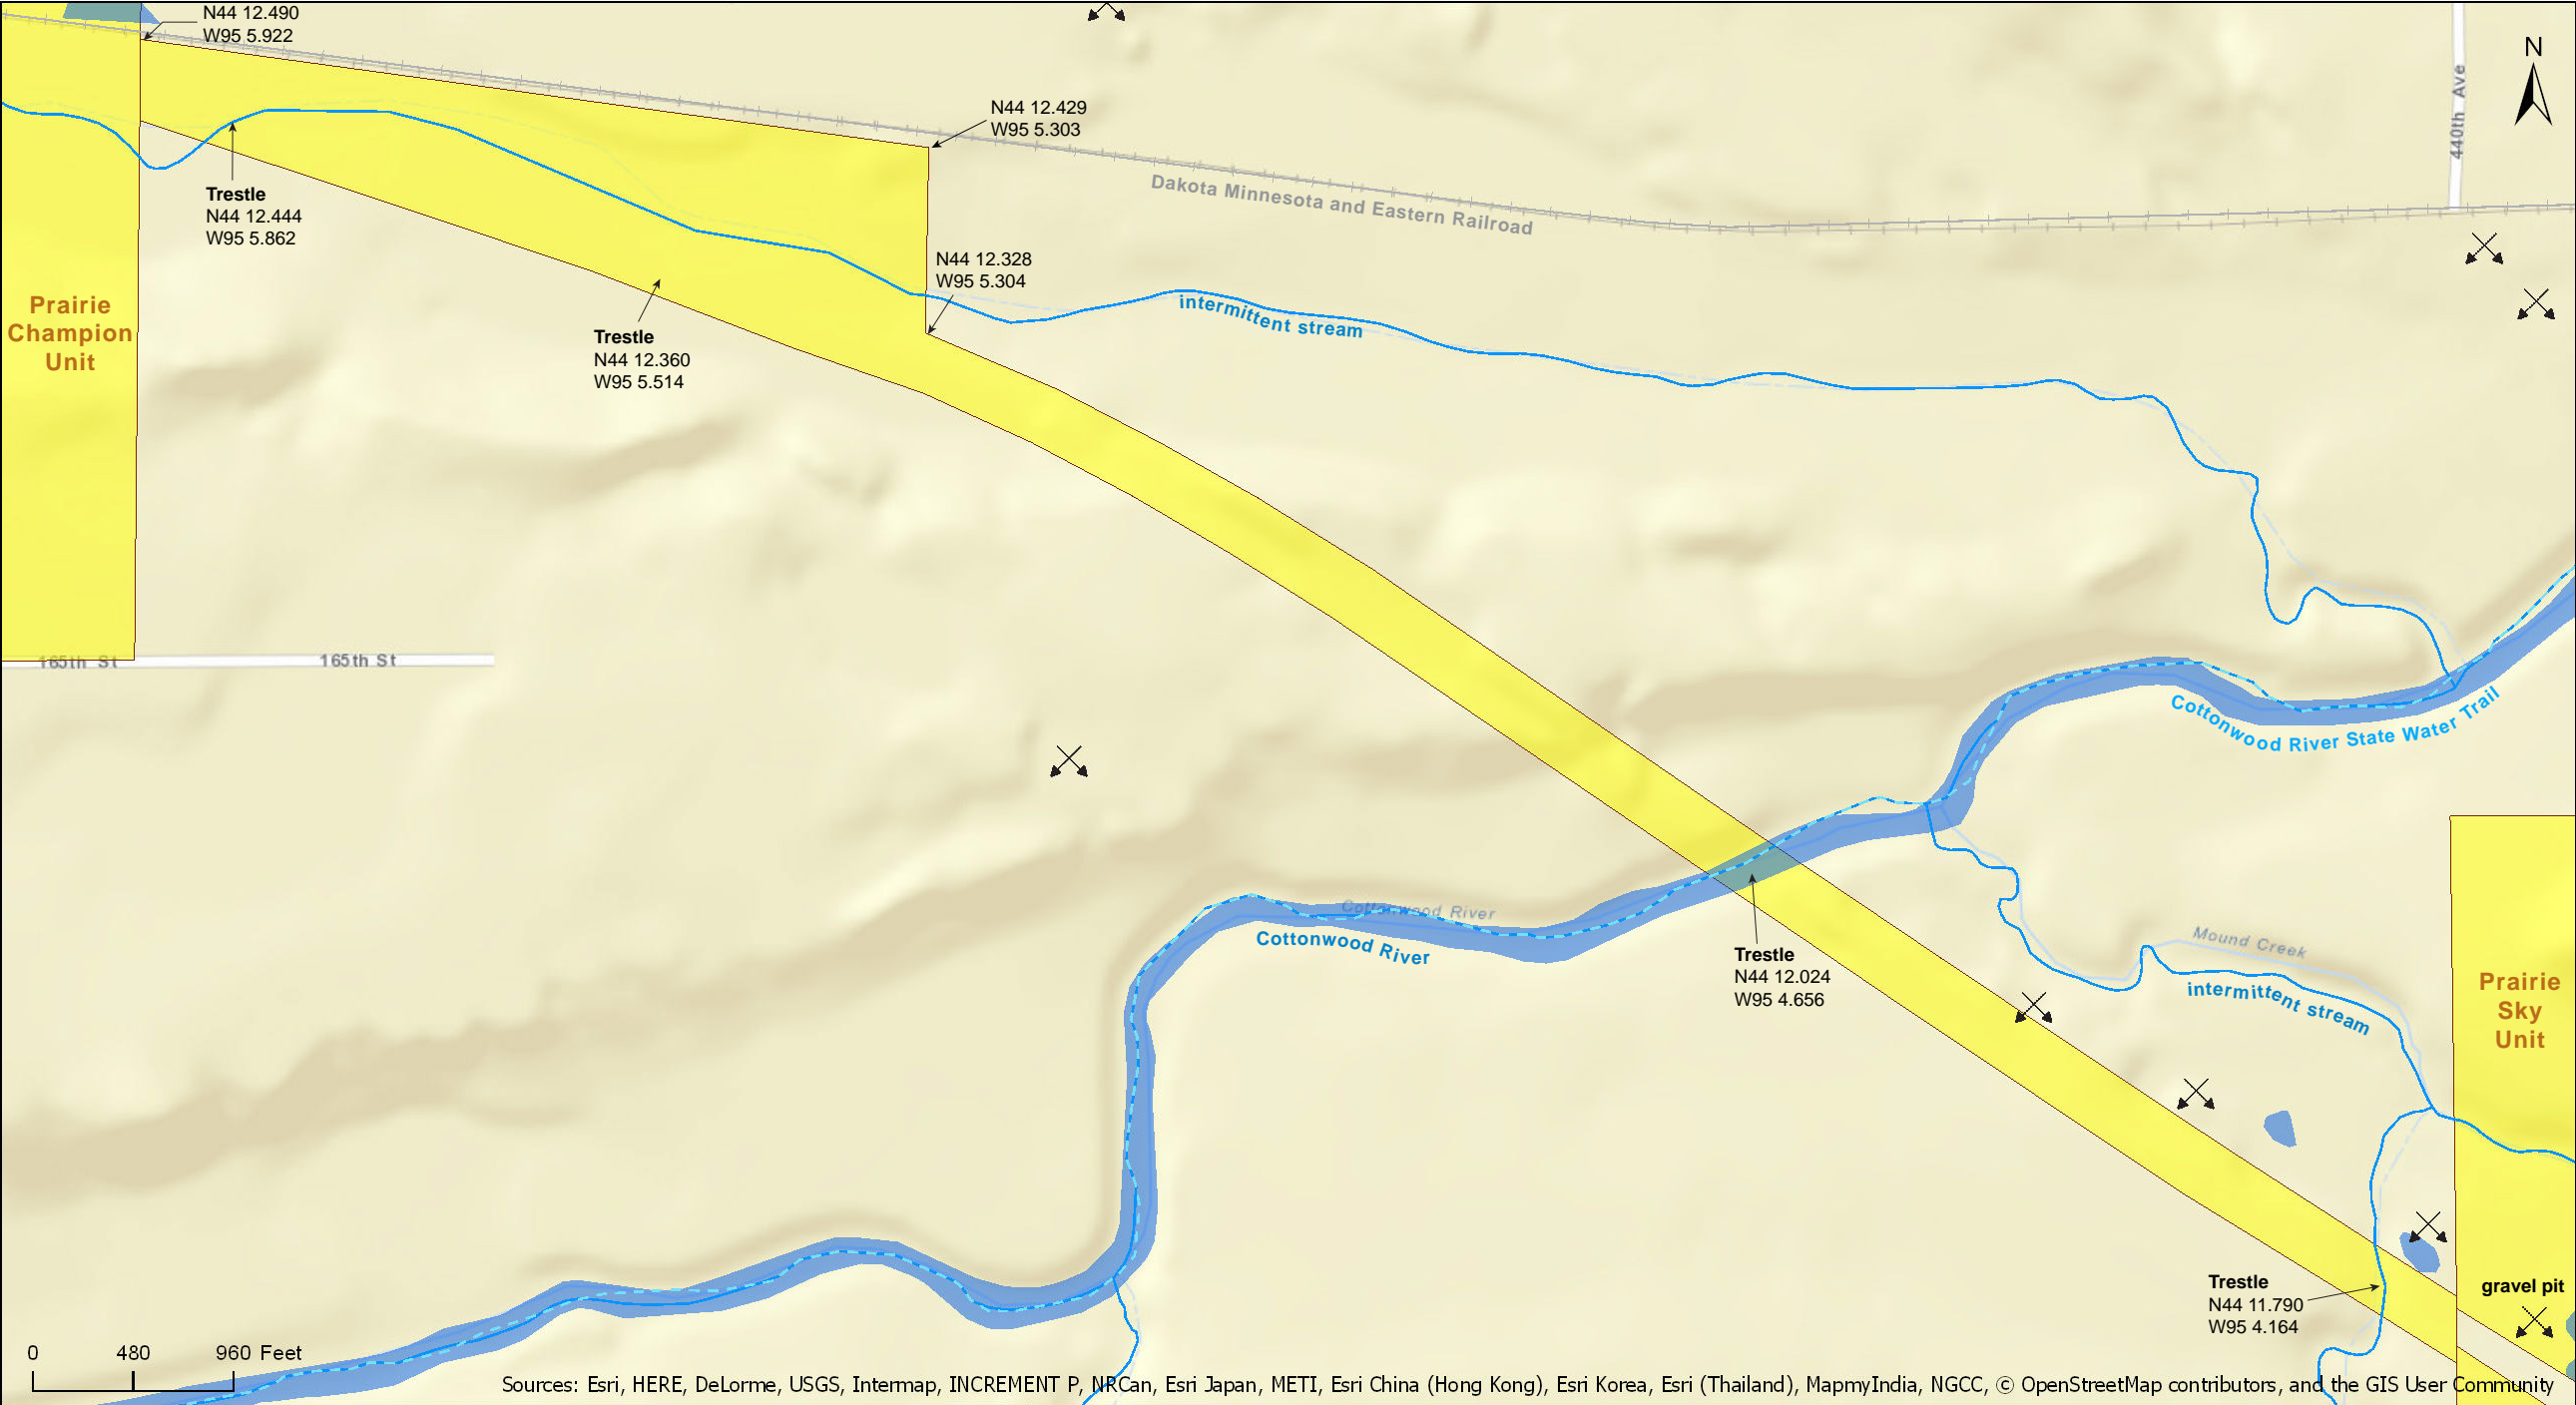 N44 12.490
W95 5.922
N
440th Ave
N44 12.429
W95 5.303
Dakota Minnesota and Eastern Railroad
Trestle
N44 12.444
W95 5.862
N44 12.328
W95 5.304
intermittent stream
Prairie
Champion
Unit
Trestle
N44 12.360
W95 5.514
165th St
165th St
Cottonwood River State Water Trail
Cottonwood River
Cottonwood River
Mound Creek
Trestle
N44 12.024
W95 4.656
intermittent stream
Prairie
Sky
Unit
Trestle
N44 11.790
W95 4.164
gravel pit
0 480 960 Feet
Sources: Esri, HERE, DeLorme, USGS, Intermap, INCREMENT P, NRCan, Esri Japan, METI, Esri China (Hong Kong), Esri Korea, Esri (Thailand), MapmyIndia, NGCC, © OpenStreetMap contributors, and the GIS User Community